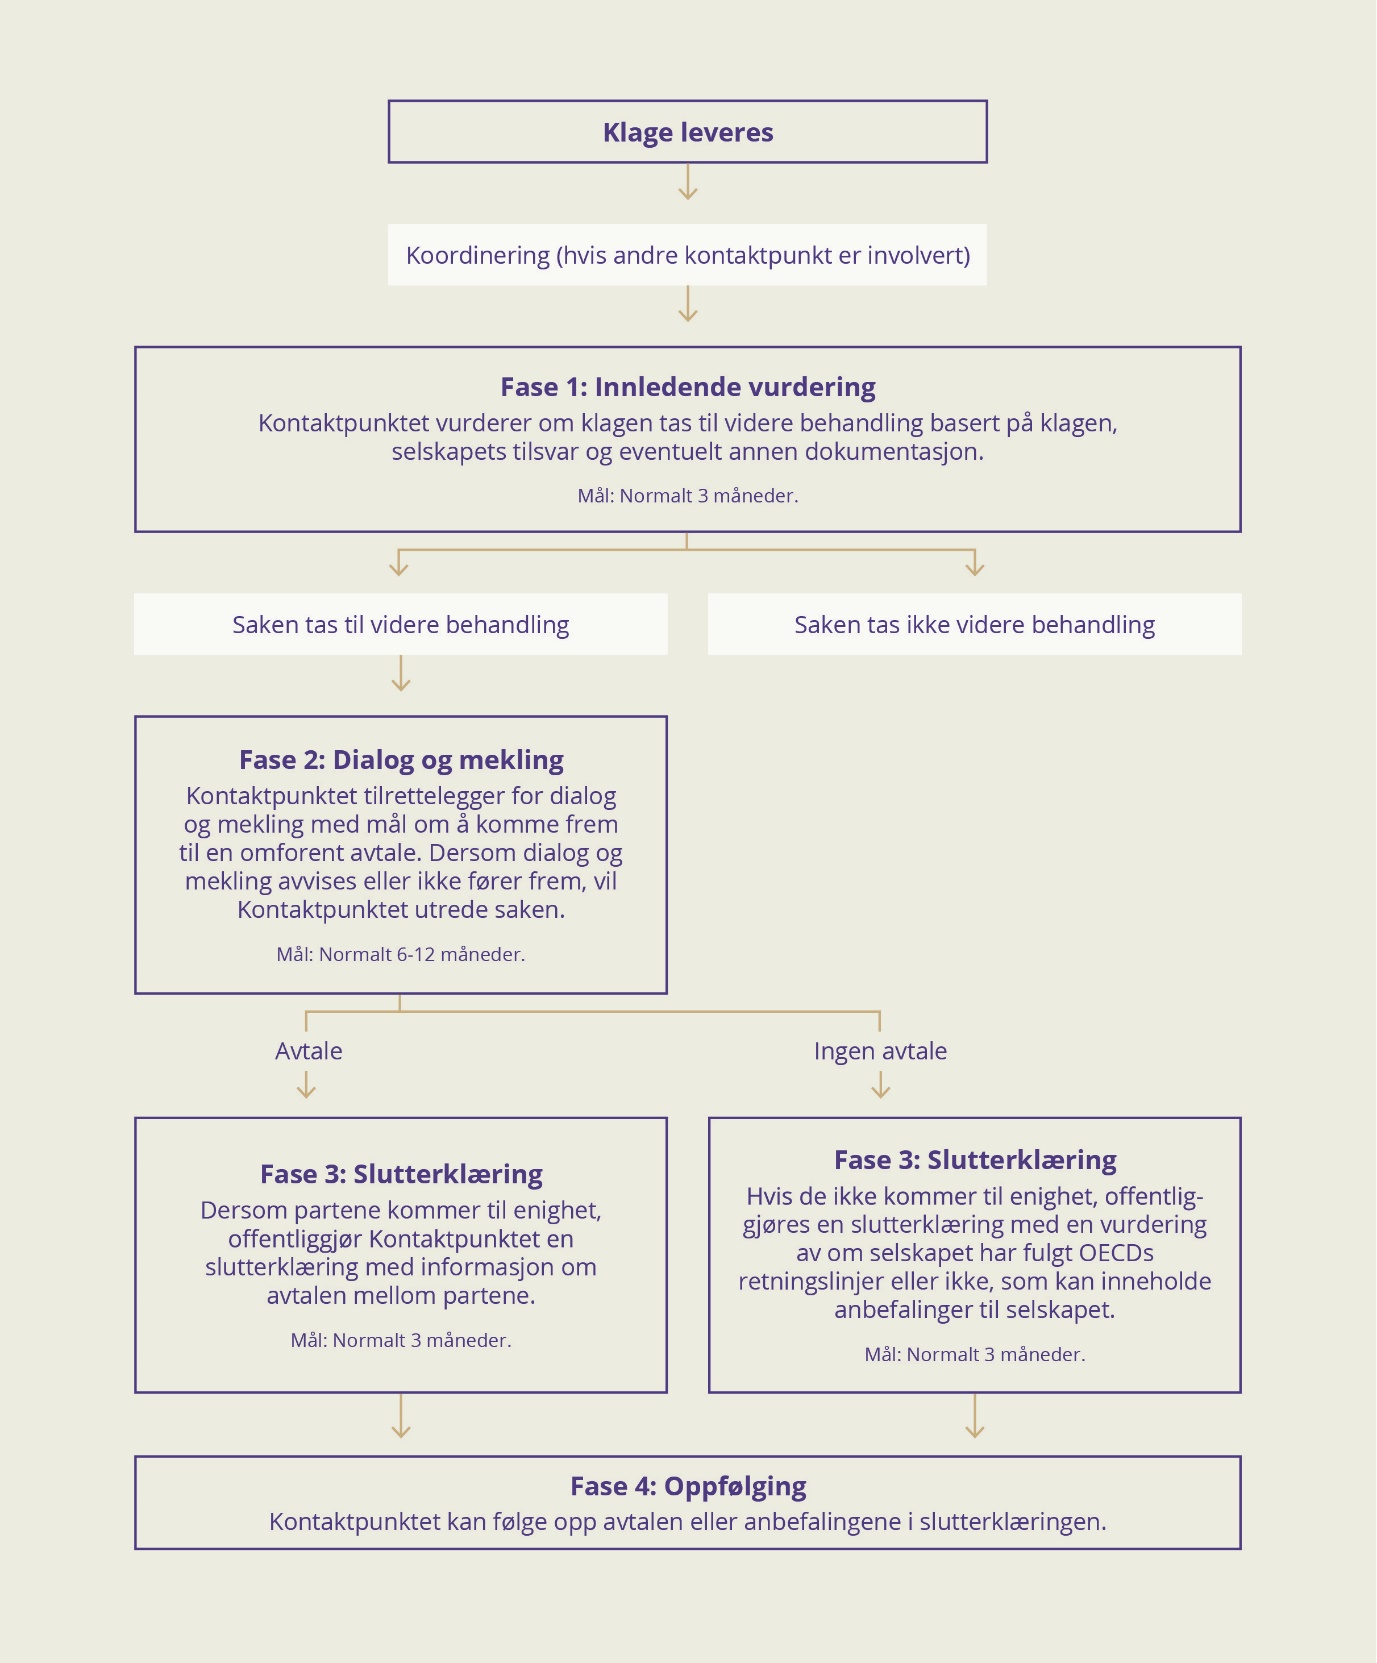 Klage leveres
Koordinering (hvis andre kontaktpunkt er involvert)
Fase 1: Innledende vurdering
Kontaktpunktet vurderer om klagen tas til videre behandling basert på klagen,
selskapets tilsvar og eventuelt annen dokumentasjon.
Mål: Normalt 3 måneder.
Saken tas til videre behandling
Saken tas ikke videre behandling
Fase 2: Dialog og mekling
Kontaktpunktet tilrettelegger for dialog
og mekling med mål om å komme frem
til en omforent avtale. Dersom dialog og
mekling avvises eller ikke fører frem, vil
Kontaktpunktet utrede saken.
Mål: Normalt 6-12 måneder.
Avtale
Ingen avtale
Fase 3: Slutterklæring
Dersom partene kommer til enighet,
offentliggjør Kontaktpunktet en
slutterklæring med informasjon om
avtalen mellom partene.
Mål: Normalt 3 måneder.
Fase 3: Slutterklæring
Hvis de ikke kommer til enighet, offentlig-
gjøres en slutterklæring med en vurdering
av om selskapet har fulgt OECDs
retningslinjer eller ikke, som kan inneholde
anbefalinger til selskapet.
Mål: Normalt 3 måneder.
Fase 4: Oppfølging
Kontaktpunktet kan følge opp avtalen eller anbefalingene i slutterklæringen.